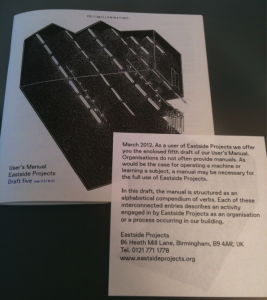 User's Manual
Eastside Projects
Draft five
March 2012. As a user of Eastside Projects we offer
you the enclosed fifth draft of our User's Manual.
Organisations do not often provide manuals. As
would be the case for operating a machine or
learning a subject, a manual may be necessary for
the full use of Eastside Projects.
In this draft, the manual is structured as an
alphabetical compendium of verbs. Each of these
interconnected entries describes an activity
engaged in by Eastside Projects as an organisation
or a process occurring in our building.
Eastside Projects
86 Heath Mill Lane, Birmingham, B9 4AR, UK
Tel. 0121 771 1778
www.eastsideprojects.org